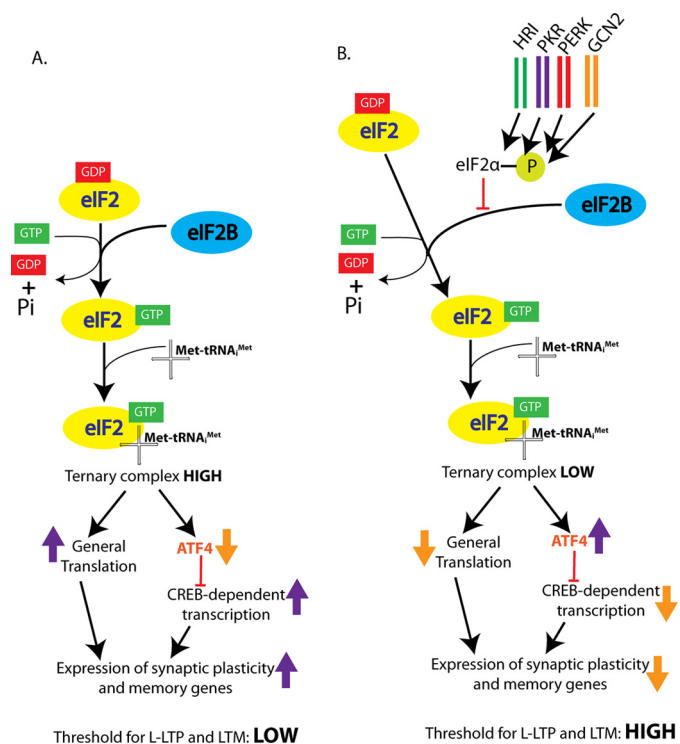 A.
GDP
eIF2
GTP
eIF2B
GDP
+
Pi
eIF2
GTP
Met-tRNAiMet
GTP
eIF2
Met-tRNAiMet
Ternary complex HIGH
General
Translation
ATF4
CREB-dependent
transcription
Expression of synaptic plasticity
and memory genes
Threshold for L-LTP and LTM: LOW
B.
HRI
PKR
PERK
GCN2
GDP
eIF2
eIF2α
P
eIF2B
GTP
GDP
+
Pi
eIF2
GTP
Met-tRNAiMet
GTP
eIF2
Met-tRNAiMet
Ternary complex LOW
General
Translation
ATF4
CREB-dependent
transcription
Expression of synaptic plasticity
and memory genes
Threshold for L-LTP and LTM: HIGH